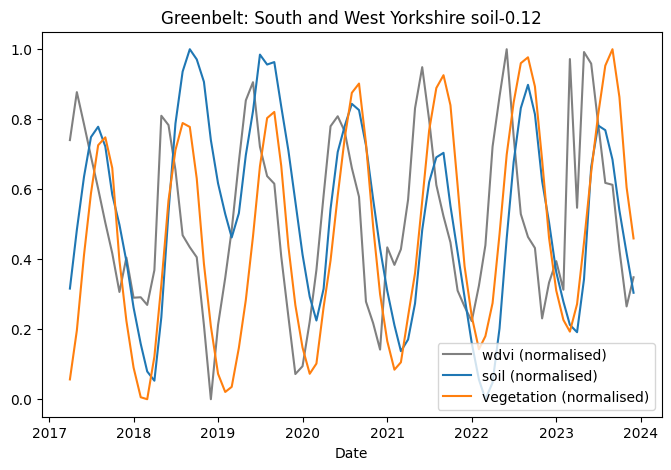 Greenbelt: South and West Yorkshire soil-0.12
1.0
0.8
0.6
0.4
0.2
0.0
wdvi (normalised)
soil (normalised)
vegetation (normalised)
2017 2018 2019 2020 2021 2022 2023 2024
Date